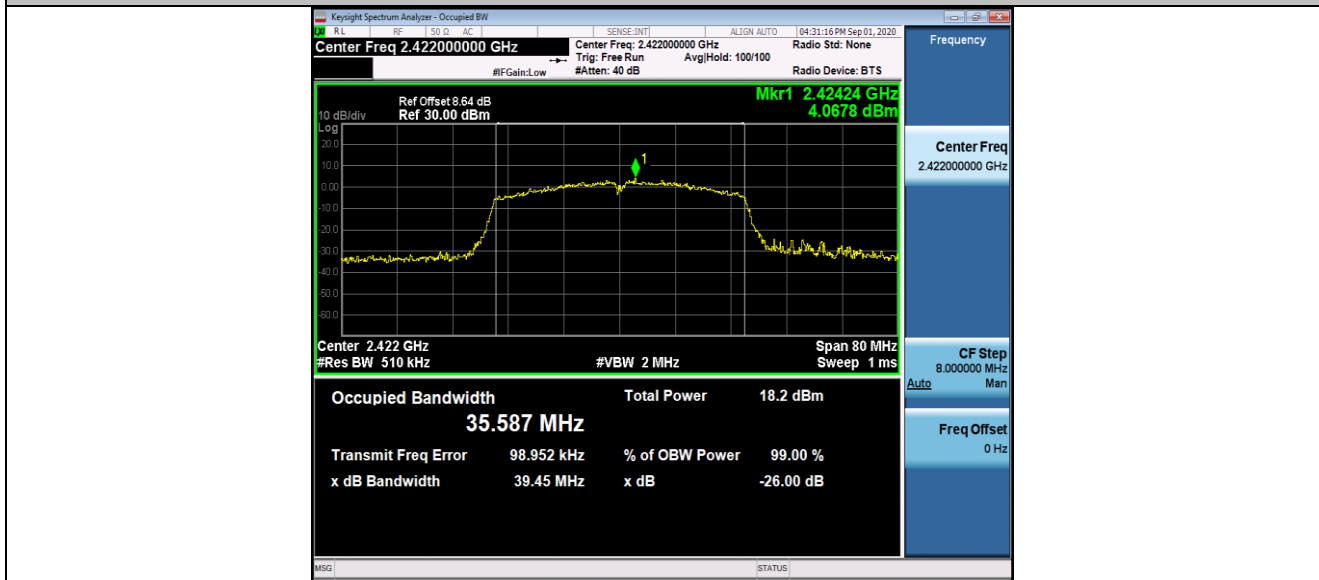 Keysight Spectrum Analyzer - Occupied BW
RL RF 50 Ω AC SENSE:INT ALIGN AUTO 04:31:16 PM Sep 01, 2020
Center Freq 2.422000000 GHz
Center Freq: 2.422000000 GHz Radio Std: None
Trig: Free Run Avg|Hold: 100/100
#IFGain:Low #Atten: 40 dB Radio Device: BTS
Mkr1 2.42424 GHz
4.0678 dBm
Ref Offset 8.64 dB
10 dB/div Ref 30.00 dBm
Log
20.0
10.0
1
0.00
-10.0
-20.0
-30.0
-40.0
-50.0
-60.0
Center 2.422 GHz Span 80 MHz
#Res BW 510 kHz #VBW 2 MHz Sweep 1 ms
Occupied Bandwidth Total Power 18.2 dBm
35.587 MHz
Transmit Freq Error 98.952 kHz % of OBW Power 99.00 %
x dB Bandwidth 39.45 MHz x dB -26.00 dB
MSG STATUS
Frequency
Center Freq
2.422000000 GHz
CF Step
8.000000 MHz
Auto Man
Freq Offset
0 Hz